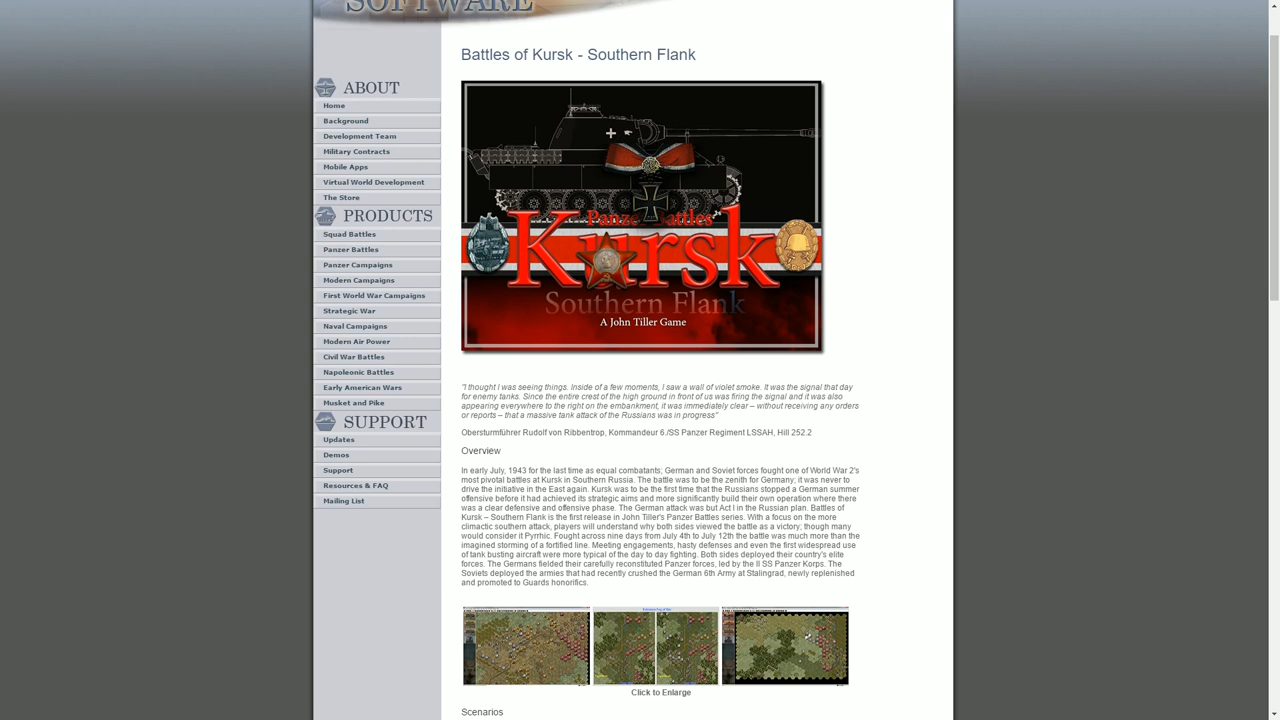 SOFTWARE
Battles of Kursk - Southern Flank
ABOUT
Home
Background
Development Team
Military Contracts
Mobile Apps
Virtual World Development
The Store
PRODUCTS
Squad Battles
Panzer Battles
Panzer Campaigns
Modern Campaigns
First World War Campaigns
Strategic War
Naval Campaigns
Modern Air Power
Civil War Battles
Napoleonic Battles
Early American Wars
Musket and Pike
SUPPORT
Updates
Demos
Support
Resources & FAQ
Mailing List
Panzer Battles
Kursk
Southern Flank
A John Tiller Game
"I thought I was seeing things. Inside of a few moments, I saw a wall of violet smoke. It was the signal that day
for enemy tanks. Since the entire crest of the high ground in front of us was firing the signal and it was also
appearing everywhere to the right on the embankment, it was immediately clear – without receiving any orders
or reports – that a massive tank attack of the Russians was in progress"
Obersturmführer Rudolf von Ribbentrop, Kommandeur 6./SS Panzer Regiment LSSAH, Hill 252.2
Overview
In early July, 1943 for the last time as equal combatants; German and Soviet forces fought one of World War 2's
most pivotal battles at Kursk in Southern Russia. The battle was to be the zenith for Germany; it was never to
drive the initiative in the East again. Kursk was to be the first time that the Russians stopped a German summer
offensive before it had achieved its strategic aims and more significantly build their own operation where there
was a clear defensive and offensive phase. The German attack was but Act I in the Russian plan. Battles of
Kursk – Southern Flank is the first release in John Tiller's Panzer Battles series. With a focus on the more
climactic southern attack, players will understand why both sides viewed the battle as a victory; though many
would consider it Pyrrhic. Fought across nine days from July 4th to July 12th the battle was much more than the
imagined storming of a fortified line. Meeting engagements, hasty defenses and even the first widespread use
of tank busting aircraft were more typical of the day to day fighting. Both sides deployed their country's elite
forces. The Germans fielded their carefully reconstituted Panzer forces, led by the II SS Panzer Korps. The
Soviets deployed the armies that had recently crushed the German 6th Army at Stalingrad, newly replenished
and promoted to Guards honorifics.
Click to Enlarge
Scenarios